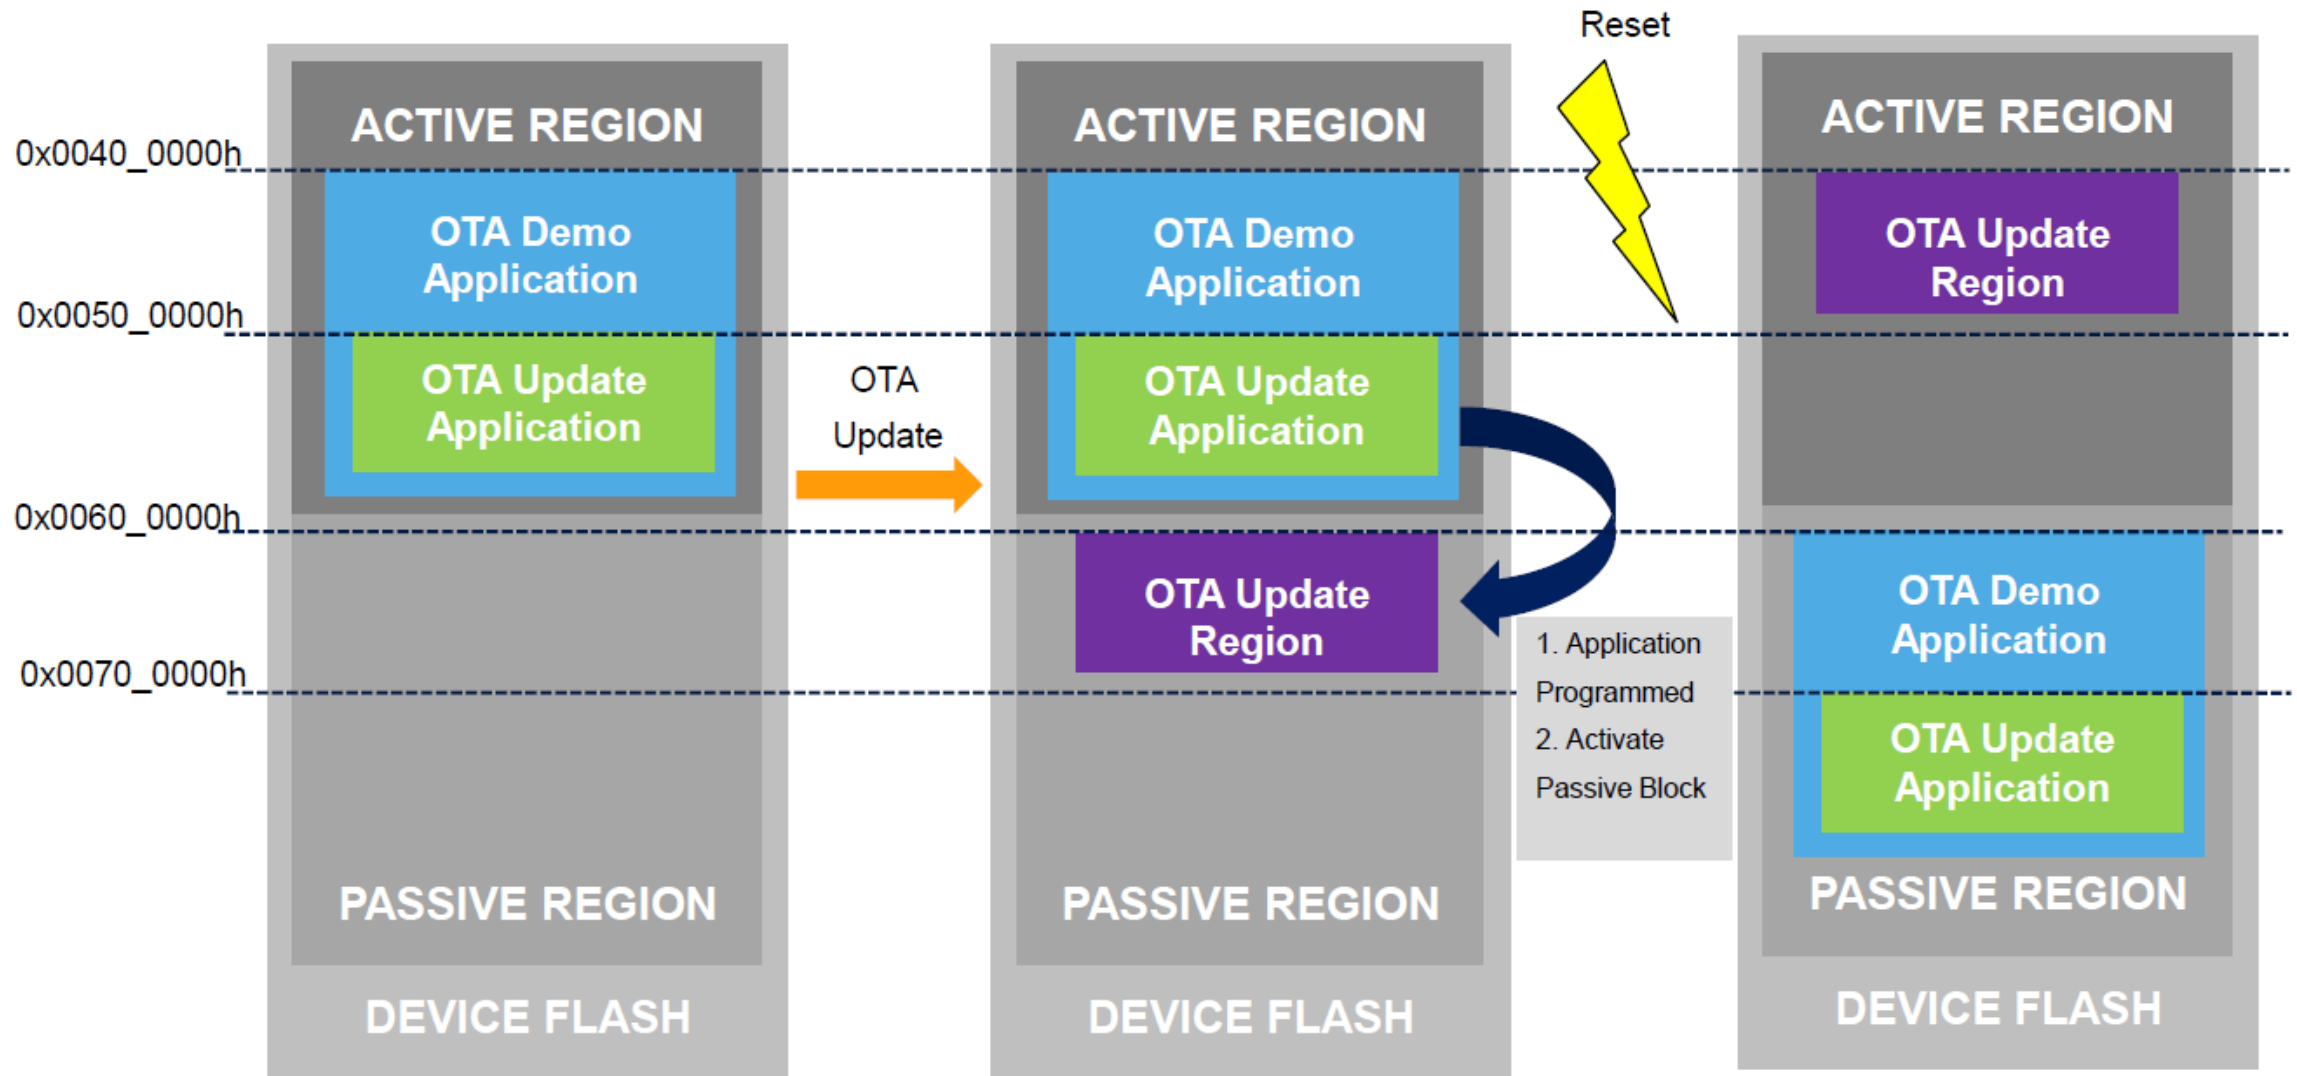 Reset
0x0040_0000h
0x0050_0000h
0x0060_0000h
0x0070_0000h
ACTIVE REGION
OTA Demo
Application
OTA Update
Application
PASSIVE REGION
DEVICE FLASH
OTA
Update
ACTIVE REGION
OTA Demo
Application
OTA Update
Application
OTA Update
Region
PASSIVE REGION
DEVICE FLASH
1. Application
Programmed
2. Activate
Passive Block
ACTIVE REGION
OTA Update
Region
OTA Demo
Application
OTA Update
Application
PASSIVE REGION
DEVICE FLASH